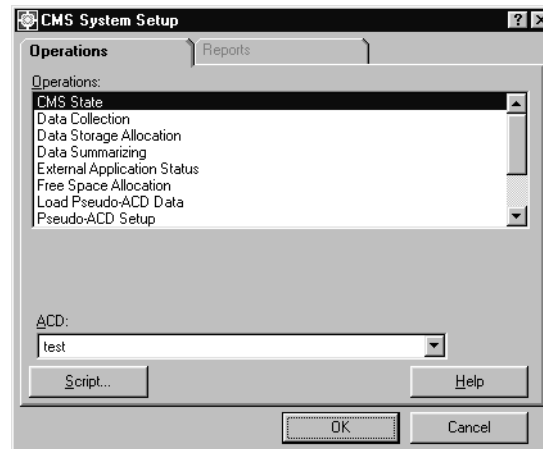 CMS System Setup
Operations
Reports
Operations:
CMS State
Data Collection
Data Storage Allocation
Data Summarizing
External Application Status
Free Space Allocation
Load Pseudo-ACD Data
Pseudo-ACD Setup
ACD:
test
Script...
Help
OK
Cancel